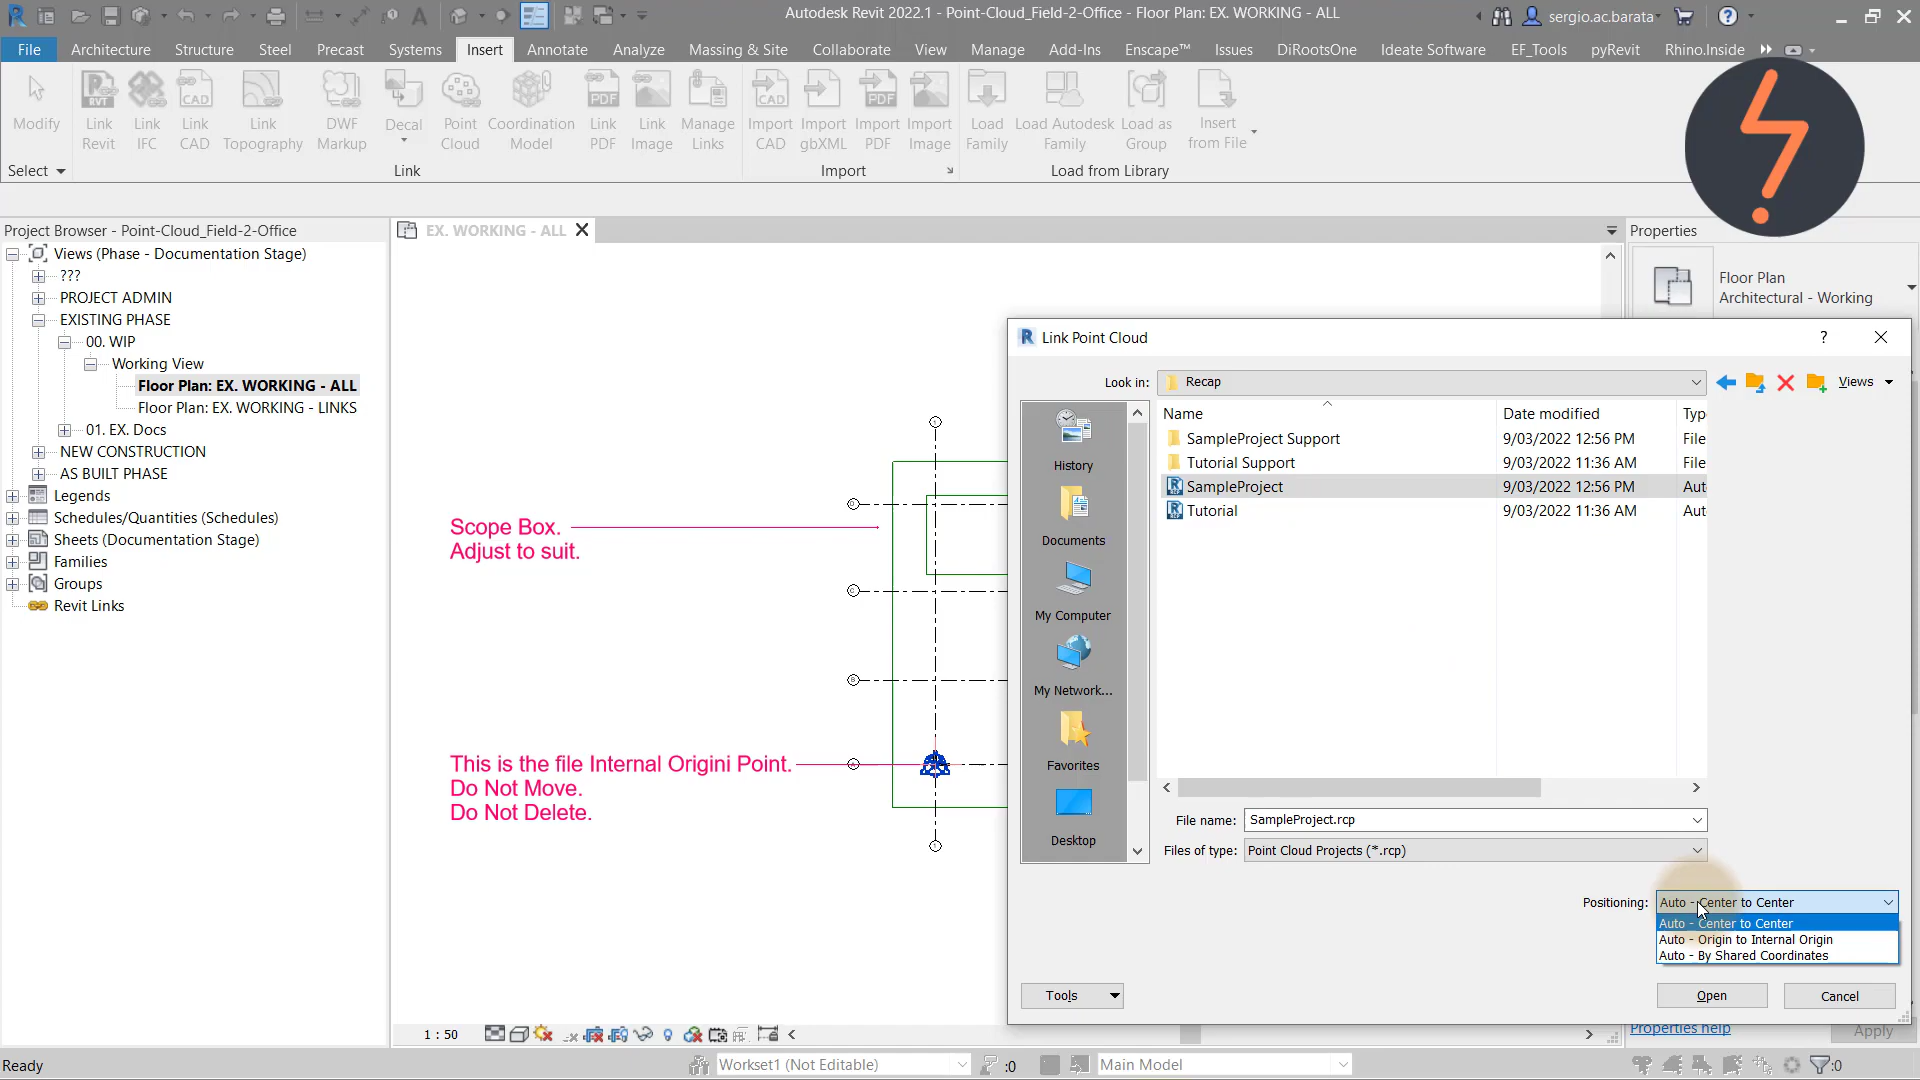 Autodesk Revit 2022.1 - Point-Cloud_Field-2-Office - Floor Plan: EX. WORKING - ALL
sergio.ac.barata
File Architecture Structure Steel Precast Systems Insert Annotate Analyze Massing & Site Collaborate View Manage Add-Ins Enscape™ Issues DiRootsOne Ideate Software EF_Tools pyRevit Rhino.Inside
Modify
Link Revit
Link IFC
Link CAD
Link Topography
DWF Markup
Decal
Point Cloud
Coordination Model
Link PDF
Link Image
Manage Links
Import CAD
Import gbXML
Import PDF
Import Image
Load Family
Load Autodesk Family
Load as Group
Insert from File
Select Link Import Load from Library
Project Browser - Point-Cloud_Field-2-Office
Views (Phase - Documentation Stage)
???
PROJECT ADMIN
EXISTING PHASE
00. WIP
Working View
Floor Plan: EX. WORKING - ALL
Floor Plan: EX. WORKING - LINKS
01. EX. Docs
NEW CONSTRUCTION
AS BUILT PHASE
Legends
Schedules/Quantities (Schedules)
Sheets (Documentation Stage)
Families
Groups
Revit Links
EX. WORKING - ALL
Scope Box.
Adjust to suit.
This is the file Internal Origini Point.
Do Not Move.
Do Not Delete.
Properties
Floor Plan
Architectural - Working
Link Point Cloud
Look in: Recap
Views
History
Documents
My Computer
My Network...
Favorites
Desktop
Name Date modified Typ
SampleProject Support 9/03/2022 12:56 PM File
Tutorial Support 9/03/2022 11:36 AM File
SampleProject 9/03/2022 12:56 PM Aut
Tutorial 9/03/2022 11:36 AM Aut
File name: SampleProject.rcp
Files of type: Point Cloud Projects (*.rcp)
Positioning: Auto - Center to Center
Auto - Center to Center
Auto - Origin to Internal Origin
Auto - By Shared Coordinates
Tools
Open Cancel
Properties help Apply
1 : 50
Ready
Workset1 (Not Editable)
:0
Main Model
:0